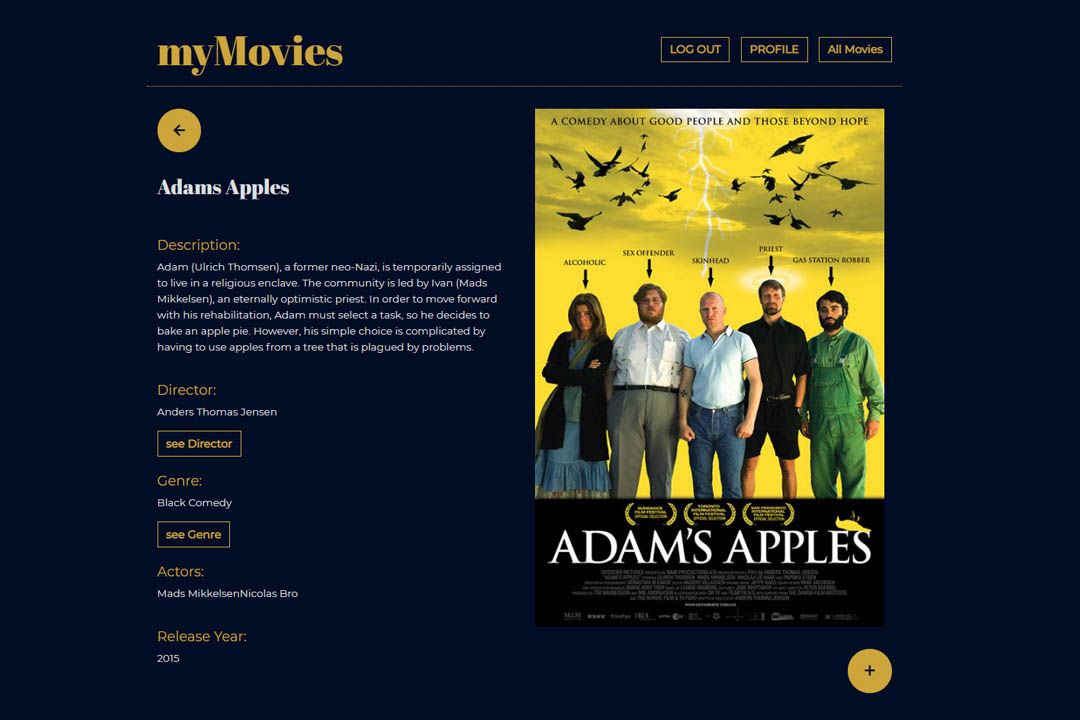 myMovies
LOG OUT
PROFILE
All Movies
Adams Apples
Description:
Adam (Ulrich Thomsen), a former neo-Nazi, is temporarily assigned
to live in a religious enclave. The community is led by Ivan (Mads
Mikkelsen), an eternally optimistic priest. In order to move forward
with his rehabilitation, Adam must select a task, so he decides to
bake an apple pie. However, his simple choice is complicated by
having to use apples from a tree that is plagued by problems.
Director:
Anders Thomas Jensen
see Director
Genre:
Black Comedy
see Genre
Actors:
Mads MikkelsenNicolas Bro
Release Year:
2015
A COMEDY ABOUT GOOD PEOPLE AND THOSE BEYOND HOPE
ALCOHOLIC
SEX OFFENDER
SKINHEAD
PRIEST
GAS STATION ROBBER
SUNDANCE
FILM FESTIVAL
OFFICIAL SELECTION
TORONTO
INTERNATIONAL
FILM FESTIVAL
OFFICIAL SELECTION
SAN FRANCISCO
INTERNATIONAL
FILM FESTIVAL
OFFICIAL SELECTION
ADAM'S APPLES